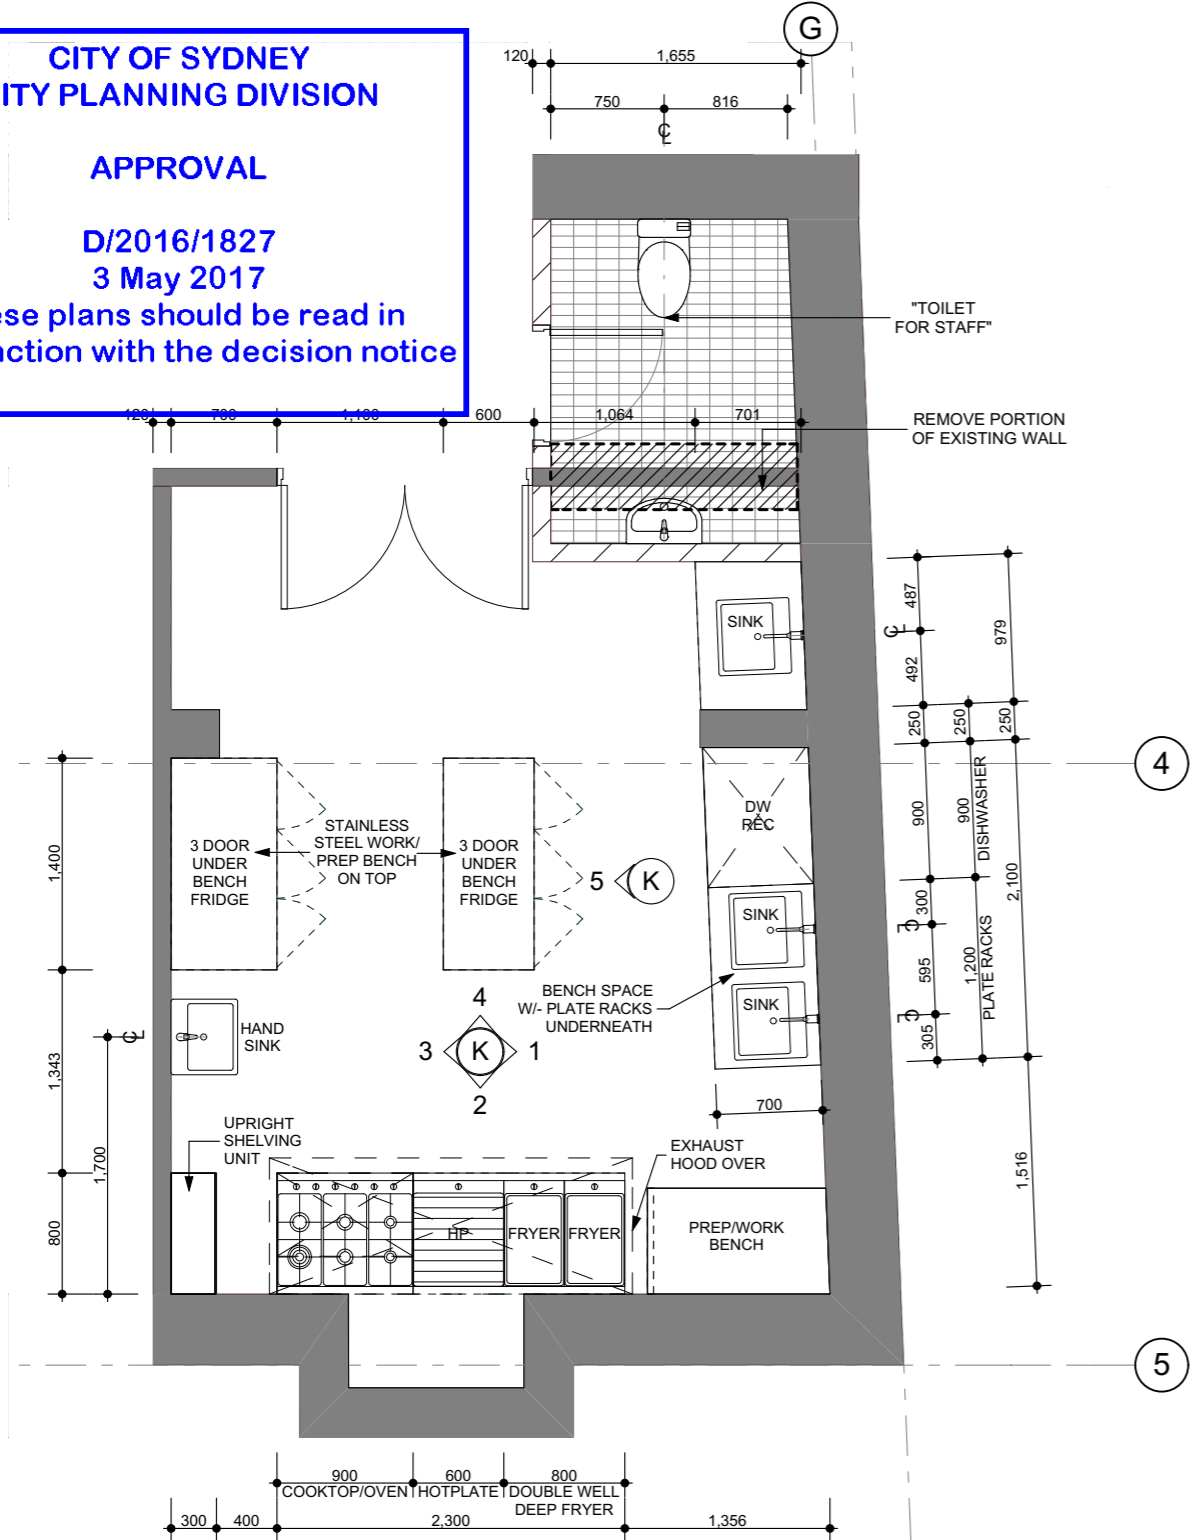 CITY OF SYDNEY
ITY PLANNING DIVISION
APPROVAL
D/2016/1827
3 May 2017
ese plans should be read in
nction with the decision notice
G
120
1,655
750
816
"TOILET
FOR STAFF"
REMOVE PORTION
OF EXISTING WALL
120
700
1,100
600
1,064
701
SINK
487
492
979
250
250
250
4
DW
REC
900
900
DISHWASHER
2,100
3 DOOR
UNDER
BENCH
FRIDGE
STAINLESS
STEEL WORK/
PREP BENCH
ON TOP
3 DOOR
UNDER
BENCH
FRIDGE
5
K
1,400
SINK
SINK
300
595
305
1,200
PLATE RACKS
BENCH SPACE
W/- PLATE RACKS
UNDERNEATH
HAND
SINK
4
3
K
1
2
1,343
1,700
700
1,516
UPRIGHT
SHELVING
UNIT
EXHAUST
HOOD OVER
800
HP
FRYER
FRYER
PREP/WORK
BENCH
5
900
600
800
COOKTOP/OVEN
HOTPLATE
DOUBLE WELL
DEEP FRYER
300
400
2,300
1,356